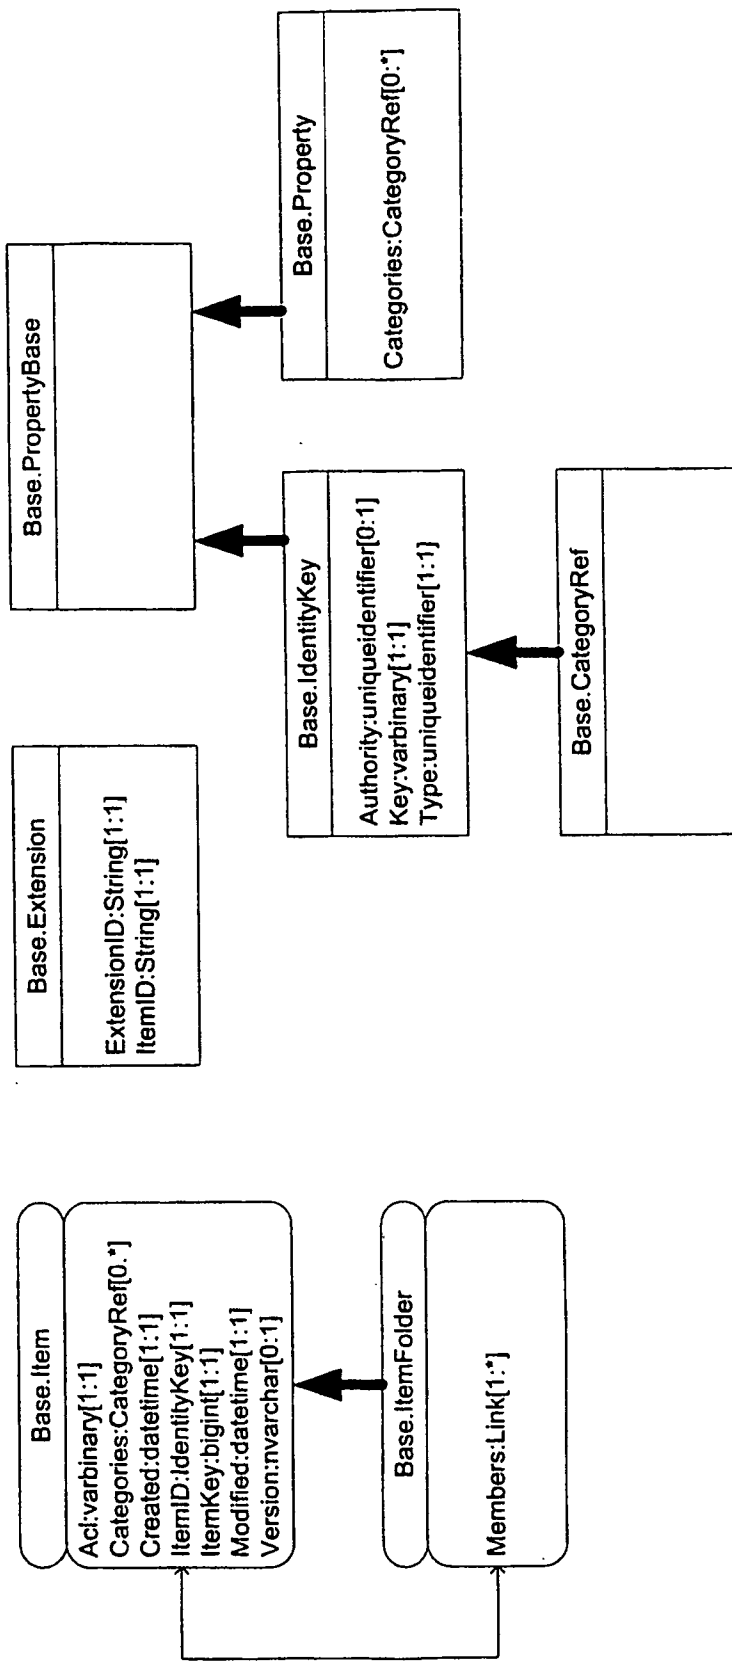 Base.Item
Acl:varbinary[1:1]
Categories:CategoryRef[0.*]
Created:datetime[1:1]
ItemID:IdentityKey[1:1]
ItemKey:bigint[1:1]
Modified:datetime[1:1]
Version:nvarchar[0:1]
Base.ItemFolder
Members:Link[1:*]
Base.Extension
ExtensionID:String[1:1]
ItemID:String[1:1]
Base.PropertyBase
Base.IdentityKey
Authority:uniqueidentifier[0:1]
Key:varbinary[1:1]
Type:uniqueidentifier[1:1]
Base.Property
Categories:CategoryRef[0:*]
Base.CategoryRef